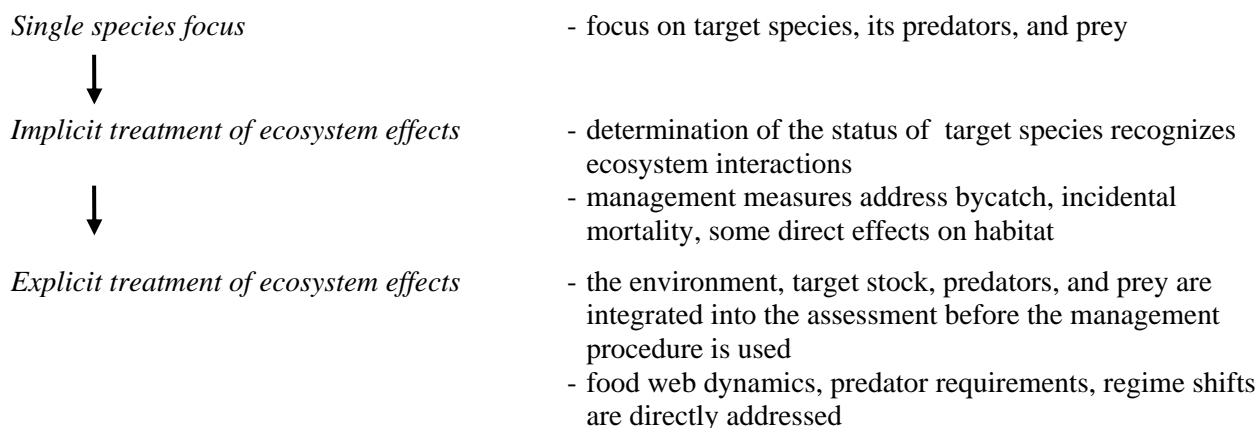 Single species focus - focus on target species, its predators, and prey
Implicit treatment of ecosystem effects - determination of the status of target species recognizes
ecosystem interactions
- management measures address bycatch, incidental
mortality, some direct effects on habitat
Explicit treatment of ecosystem effects - the environment, target stock, predators, and prey are
integrated into the assessment before the management
procedure is used
- food web dynamics, predator requirements, regime shifts
are directly addressed